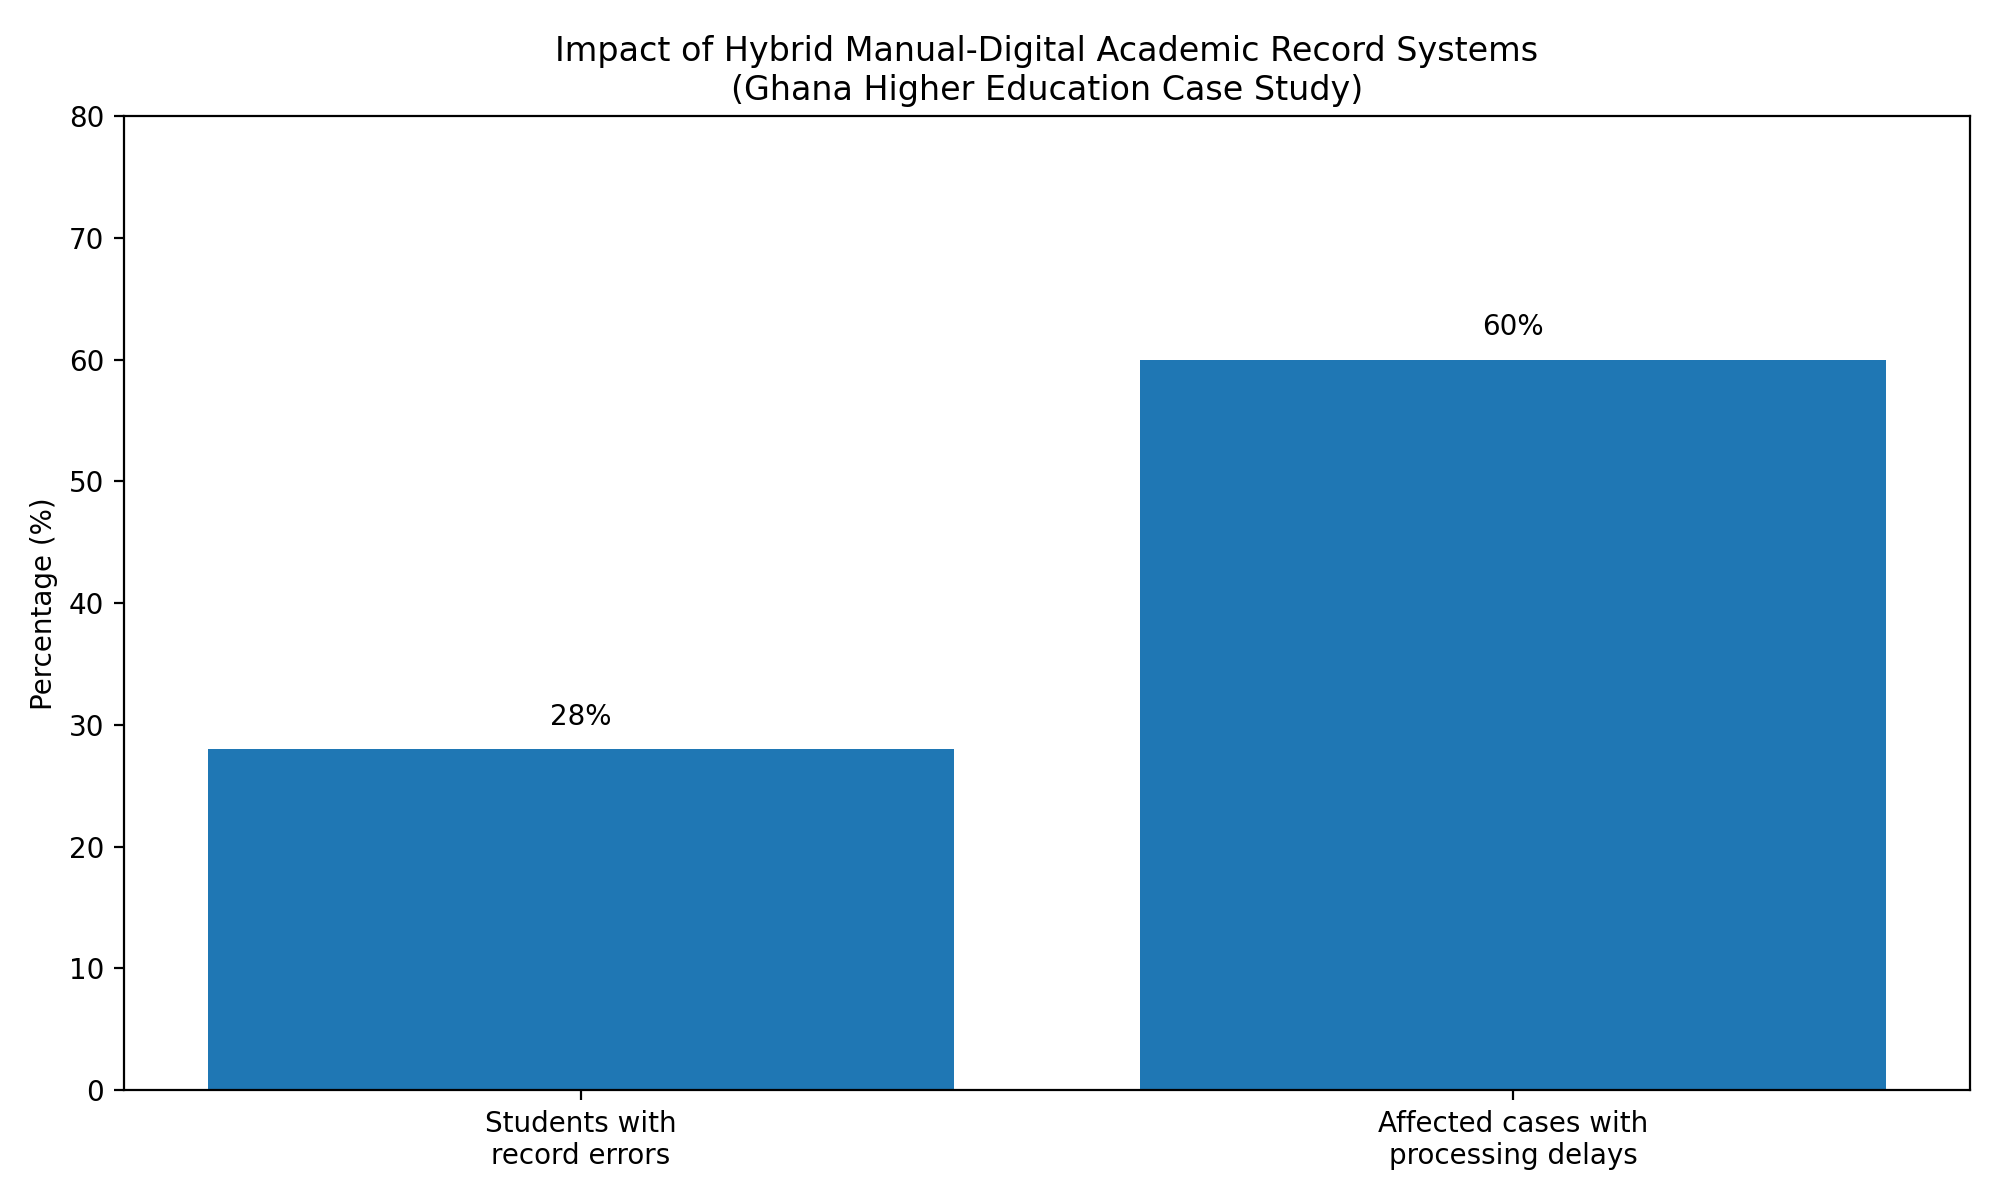 Impact of Hybrid Manual-Digital Academic Record Systems
(Ghana Higher Education Case Study)
80
70
60
50
40
30
20
10
0
Percentage (%)
28%
60%
Students with
record errors
Affected cases with
processing delays